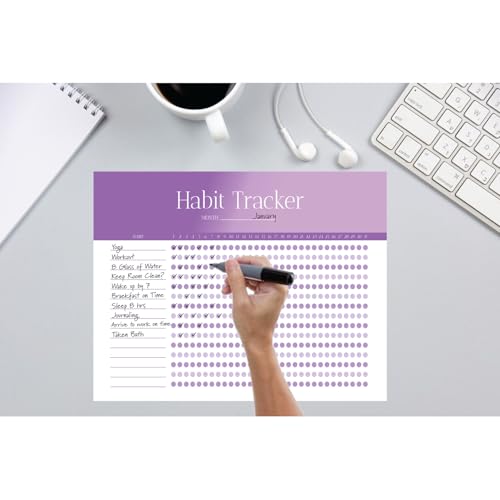 Habit Tracker
MONTH January
HABIT
Yoga
Workout
8 Glass of Water
Keep Room Clean?
Wake up by 7
Breakfast on Time
Sleep 8 hrs
Journaling
Arrive to work on time
Taken Bath